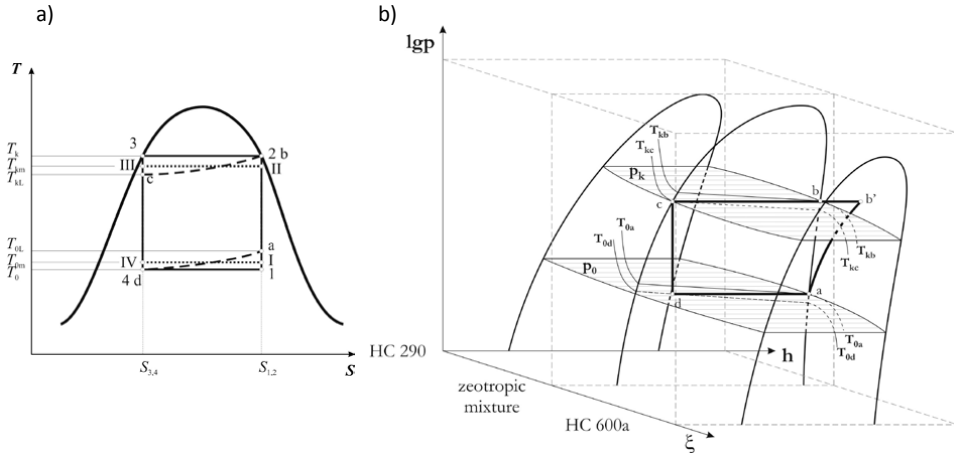 a)
T
3
2 b
T_k
T_km
T_kL
III
II
c
T_0L
T_0m
T_0
a
IV
I
4 d
1
S_3,4
S_1,2
S
b)
lgp
T_kb
T_kc
p_k
b
b'
c
T_kb
T_kc
T_0a
T_0d
p_0
d
a
T_0a
T_0d
HC 290
h
zeotropic
mixture
HC 600a
ξ